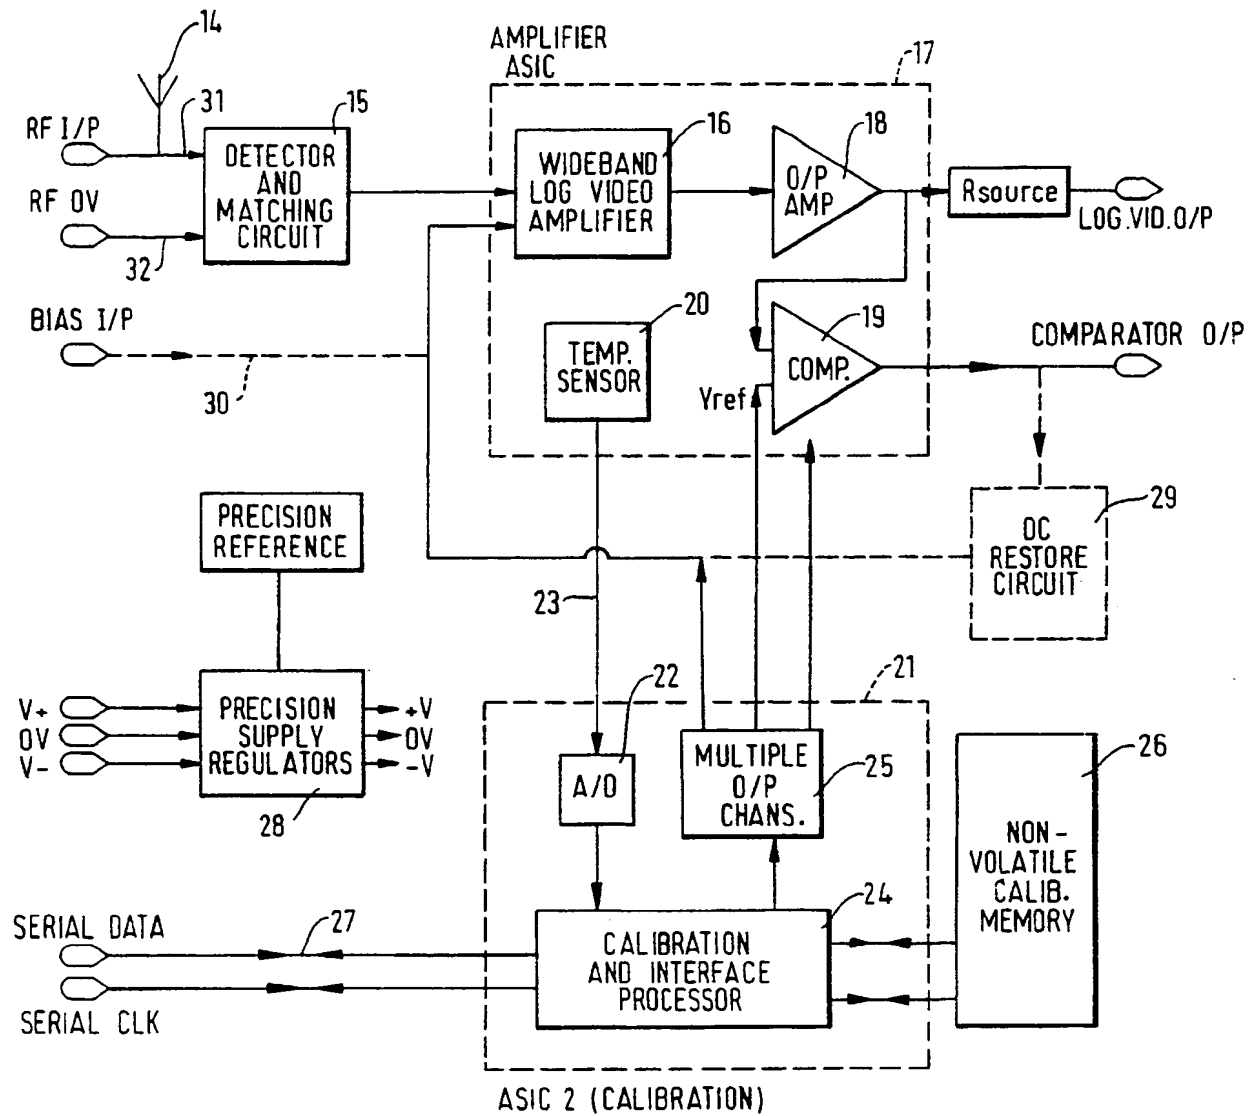 14
AMPLIFIER
ASIC
17
RF I/P
31
15
DETECTOR
AND
MATCHING
CIRCUIT
16
WIDEBAND
LOG VIDEO
AMPLIFIER
18
O/P
AMP
Rsource
LOG.VID.O/P
RF OV
32
BIAS I/P
30
20
TEMP.
SENSOR
19
COMP.
Vref
COMPARATOR O/P
PRECISION
REFERENCE
23
29
DC
RESTORE
CIRCUIT
V+
OV
V-
PRECISION
SUPPLY
REGULATORS
+V
OV
-V
28
22
A/D
21
MULTIPLE
O/P
CHANS.
25
26
NON-
VOLATILE
CALIB.
MEMORY
SERIAL DATA
27
SERIAL CLK
24
CALIBRATION
AND INTERFACE
PROCESSOR
ASIC 2 (CALIBRATION)